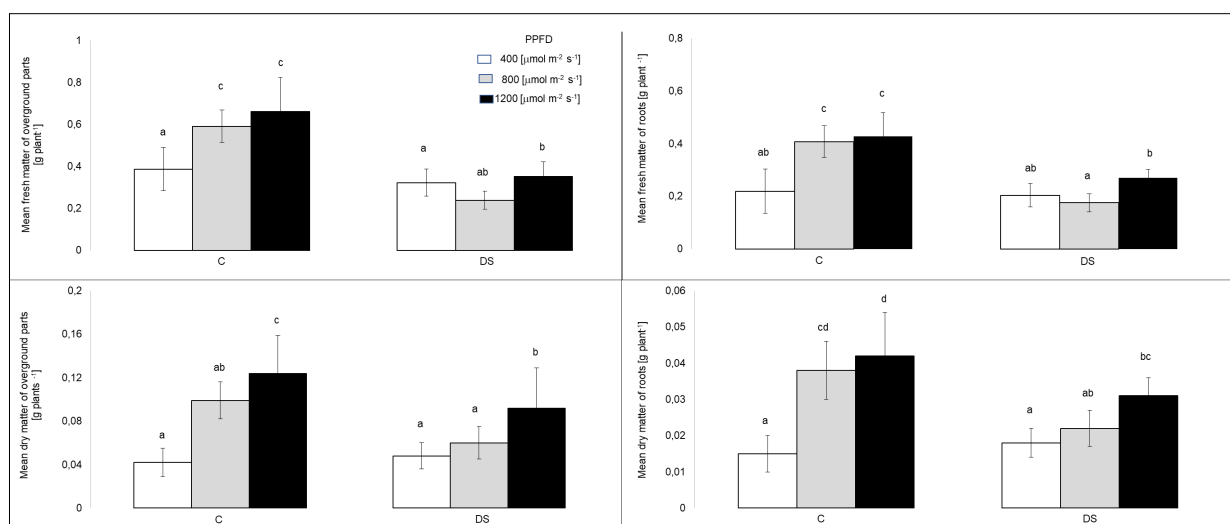 Mean fresh matter of overground parts
[g plant⁻¹]
1
0,8
0,6
0,4
0,2
0
PPFD
400 [µmol m⁻² s⁻¹]
800 [µmol m⁻² s⁻¹]
1200 [µmol m⁻² s⁻¹]
a
c
c
a
ab
b
C
DS
Mean fresh matter of roots [g plant ⁻¹]
0,8
0,6
0,4
0,2
0
ab
c
c
ab
a
b
C
DS
Mean dry matter of overground parts
[g plants ⁻¹]
0,2
0,16
0,12
0,08
0,04
0
a
ab
c
a
a
b
C
DS
Mean dry matter of roots [g plant⁻¹]
0,06
0,05
0,04
0,03
0,02
0,01
0
a
cd
d
a
ab
bc
C
DS